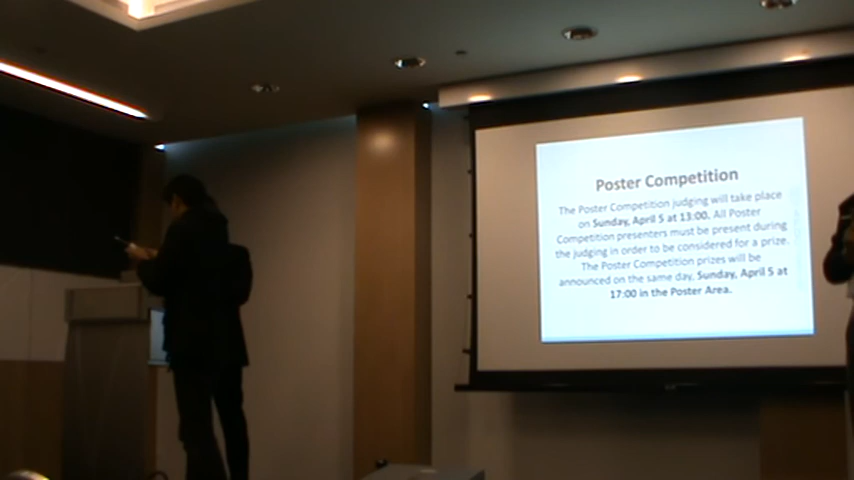 Poster Competition
The Poster Competition judging will take place
on Sunday, April 5 at 13:00. All Poster
Competition presenters must be present during
the judging in order to be considered for a prize.
The Poster Competition prizes will be
announced on the same day, Sunday, April 5 at
17:00 in the Poster Area.